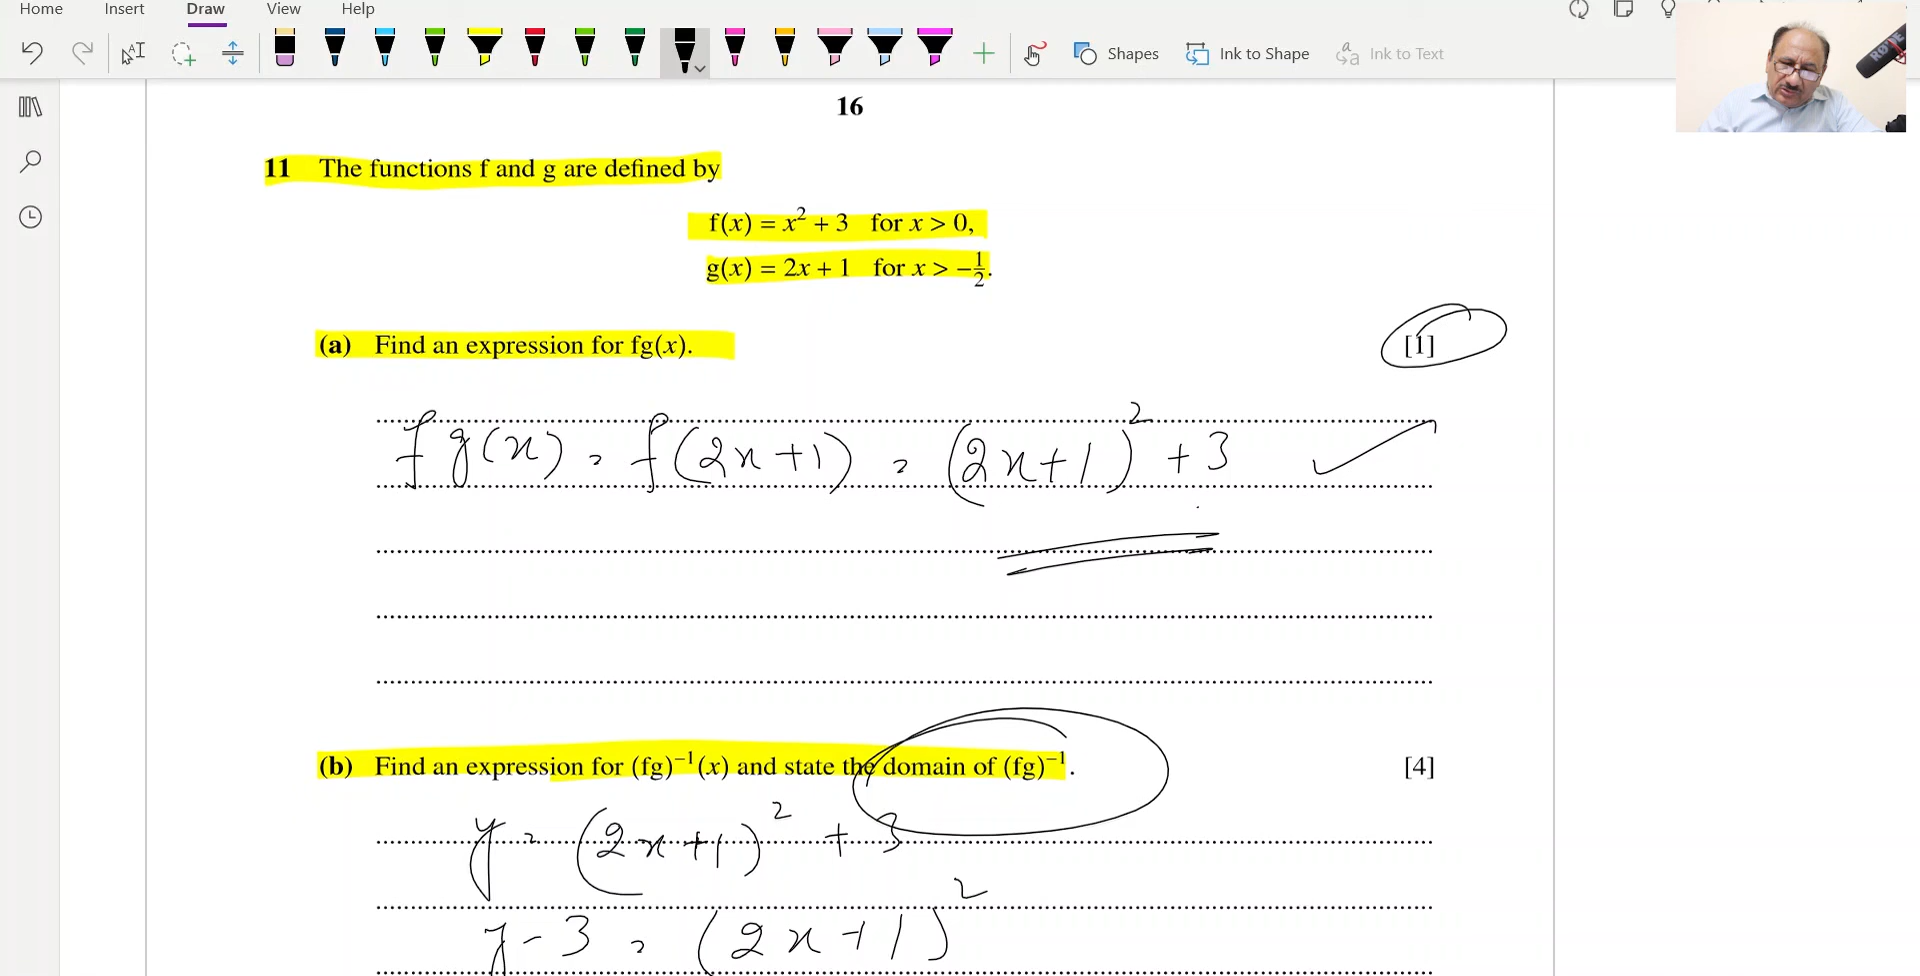 Home Insert Draw View Help
Shapes Ink to Shape Ink to Text
RØDE
16
11 The functions f and g are defined by
f(x) = x² + 3 for x > 0,
g(x) = 2x + 1 for x > −½.
(a) Find an expression for fg(x). [1]
fg(x) = f(2x+1) = (2x+1)² + 3
(b) Find an expression for (fg)⁻¹(x) and state the domain of (fg)⁻¹. [4]
y = (2x+1)² + 3
y - 3 = (2x+1)²